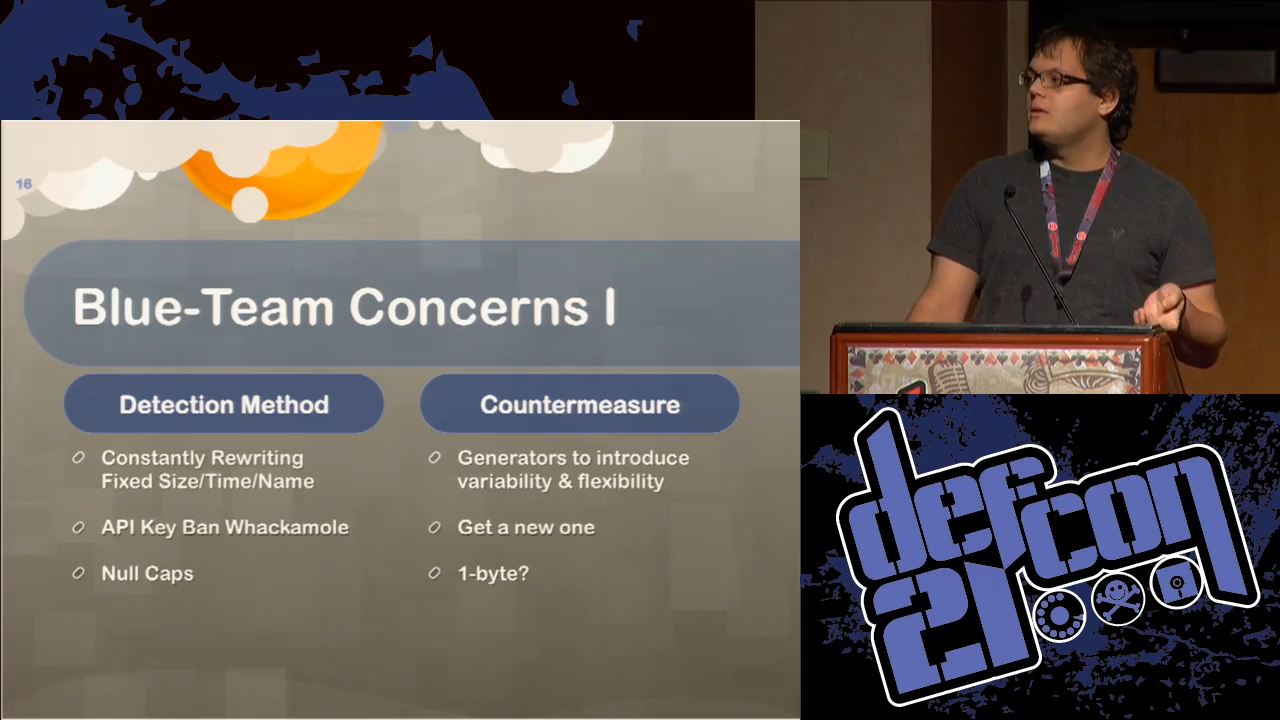 16
Blue-Team Concerns I
Detection Method
Countermeasure
Constantly Rewriting
Fixed Size/Time/Name
Generators to introduce
variability & flexibility
API Key Ban Whackamole
Get a new one
Null Caps
1-byte?
defcon
21